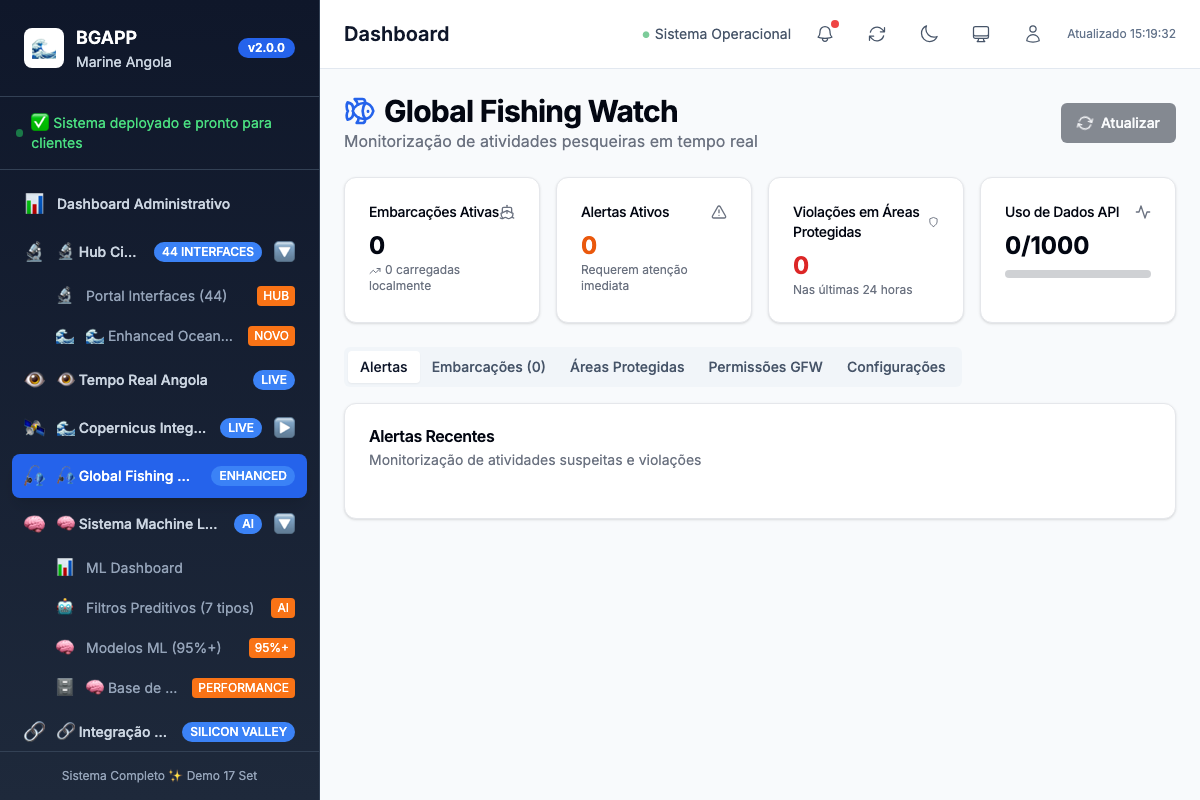 BGAPP
Marine Angola
v2.0.0
✅ Sistema deployado e pronto para
clientes
Dashboard Administrativo
Hub Ci...
44 INTERFACES
Portal Interfaces (44)
HUB
Enhanced Ocean...
NOVO
Tempo Real Angola
LIVE
Copernicus Integ...
LIVE
Global Fishing ...
ENHANCED
Sistema Machine L...
AI
ML Dashboard
Filtros Preditivos (7 tipos)
AI
Modelos ML (95%+)
95%+
Base de ...
PERFORMANCE
Integração ...
SILICON VALLEY
Sistema Completo ✨ Demo 17 Set
Dashboard
Sistema Operacional
Atualizado 15:19:32
Global Fishing Watch
Monitorização de atividades pesqueiras em tempo real
Atualizar
Embarcações Ativas
0
0 carregadas
localmente
Alertas Ativos
0
Requerem atenção
imediata
Violações em Áreas
Protegidas
0
Nas últimas 24 horas
Uso de Dados API
0/1000
Alertas
Embarcações (0)
Áreas Protegidas
Permissões GFW
Configurações
Alertas Recentes
Monitorização de atividades suspeitas e violações